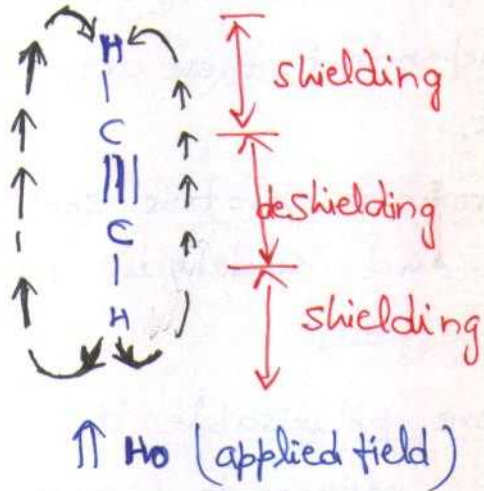 H
C
C
H
shielding
deshielding
shielding
⇑ Ho (applied field)